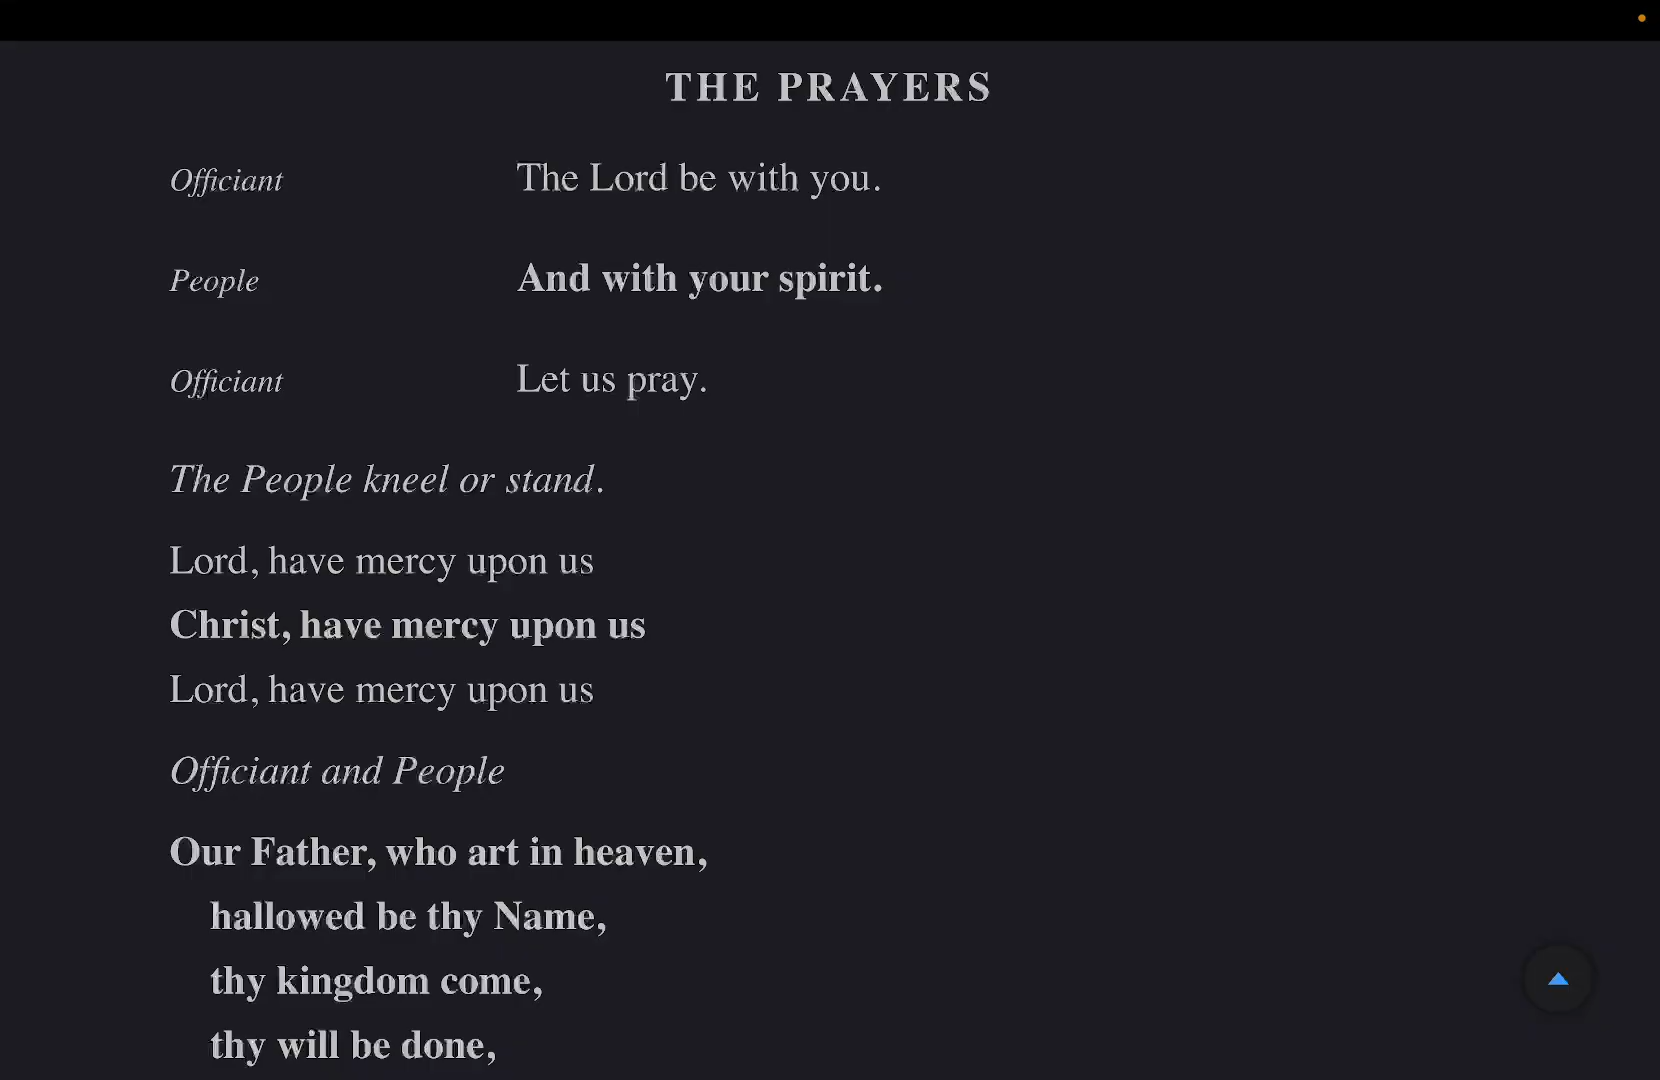 THE PRAYERS
Officiant The Lord be with you.
People And with your spirit.
Officiant Let us pray.
The People kneel or stand.
Lord, have mercy upon us
Christ, have mercy upon us
Lord, have mercy upon us
Officiant and People
Our Father, who art in heaven,
hallowed be thy Name,
thy kingdom come,
thy will be done,